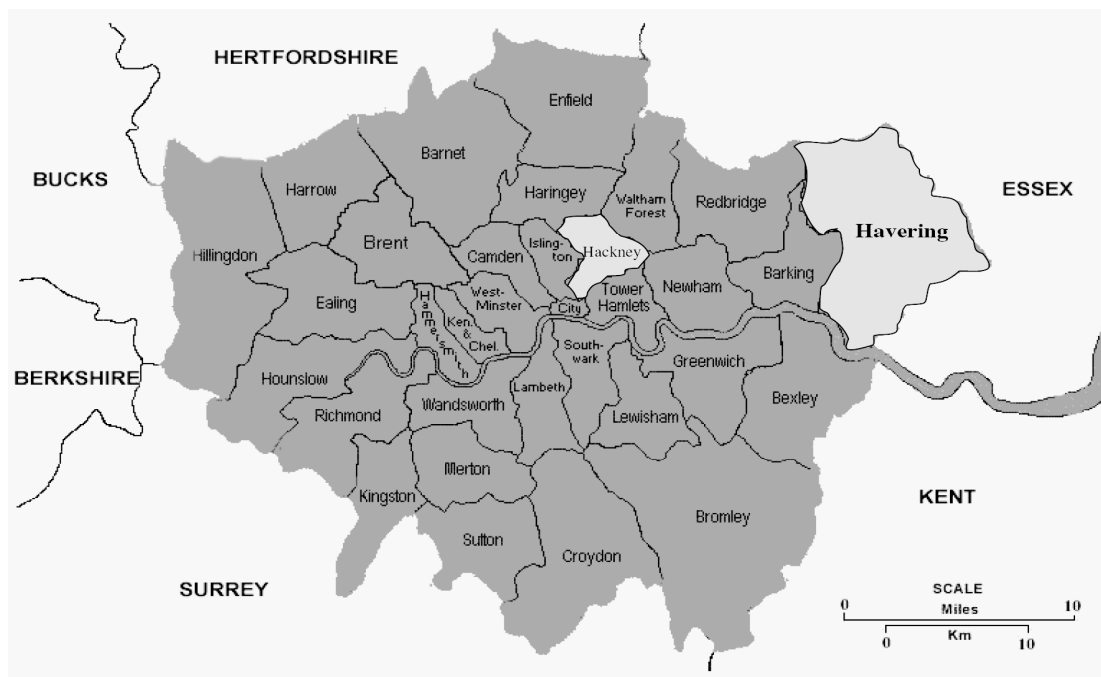 HERTFORDSHIRE
Enfield
Barnet
BUCKS
Harrow
Haringey
Waltham
Forest
Redbridge
ESSEX
Havering
Brent
Hillingdon
Camden
Isling-
ton
Hackney
Barking
Ealing
Hammersmith
West-
Minster
City
Tower
Hamlets
Newham
Ken.
&
Chel.
South-
wark
Greenwich
BERKSHIRE
Hounslow
Richmond
Wandsworth
Lambeth
Lewisham
Bexley
Merton
Kingston
KENT
Bromley
Sutton
Croydon
SURREY
SCALE
Miles
0 10
Km
0 10